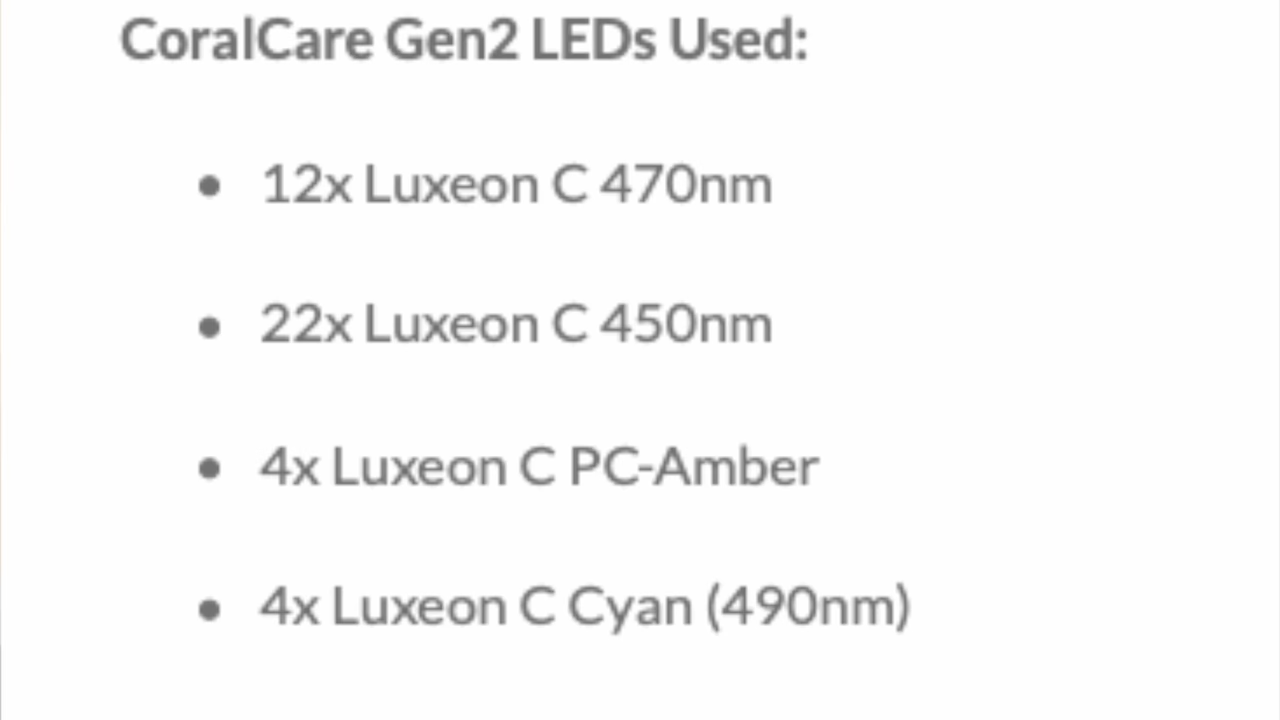 CoralCare Gen2 LEDs Used:
• 12x Luxeon C 470nm
• 22x Luxeon C 450nm
• 4x Luxeon C PC-Amber
• 4x Luxeon C Cyan (490nm)